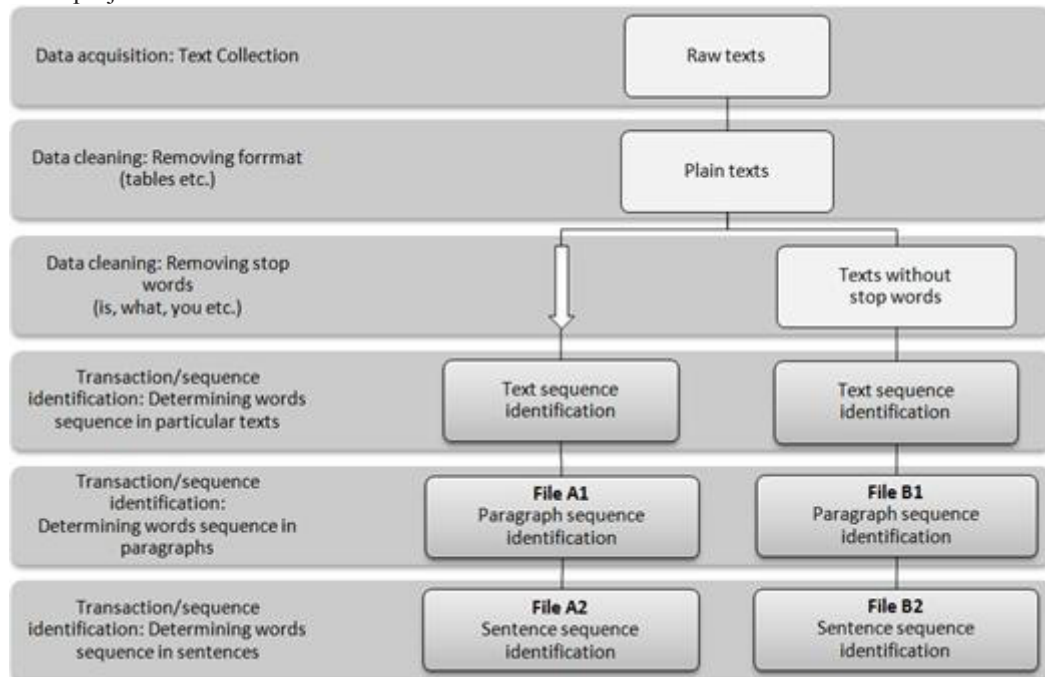 Data acquisition: Text Collection
Raw texts
Data cleaning: Removing forrmat
(tables etc.)
Plain texts
Data cleaning: Removing stop
words
(is, what, you etc.)
Texts without
stop words
Transaction/sequence
identification: Determining words
sequence in particular texts
Text sequence
identification
Text sequence
identification
Transaction/sequence
identification:
Determining words sequence in
paragraphs
File A1
Paragraph sequence
identification
File B1
Paragraph sequence
identification
Transaction/sequence
identification: Determining words
sequence in sentences
File A2
Sentence sequence
identification
File B2
Sentence sequence
identification